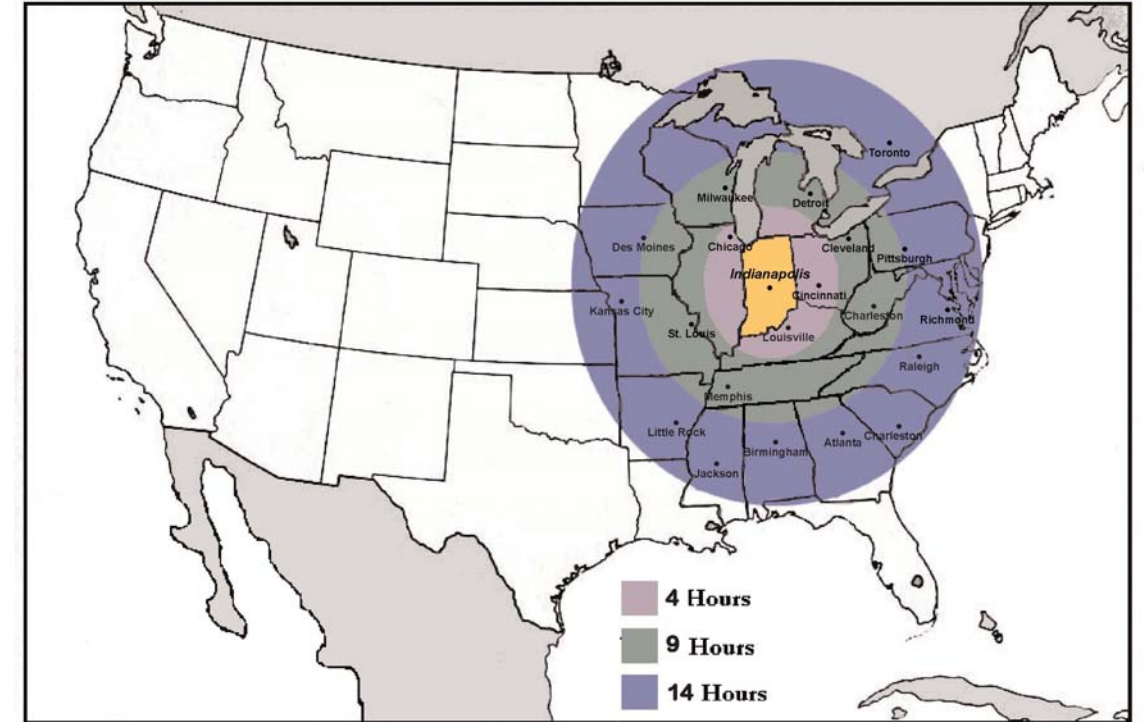 Toronto
Milwaukee
Detroit
Des Moines
Chicago
Cleveland
Pittsburgh
Indianapolis
Cincinnati
Kansas City
Charleston
Richmond
St. Louis
Louisville
Raleigh
Memphis
Little Rock
Atlanta
Charleston
Birmingham
Jackson
4 Hours
9 Hours
14 Hours